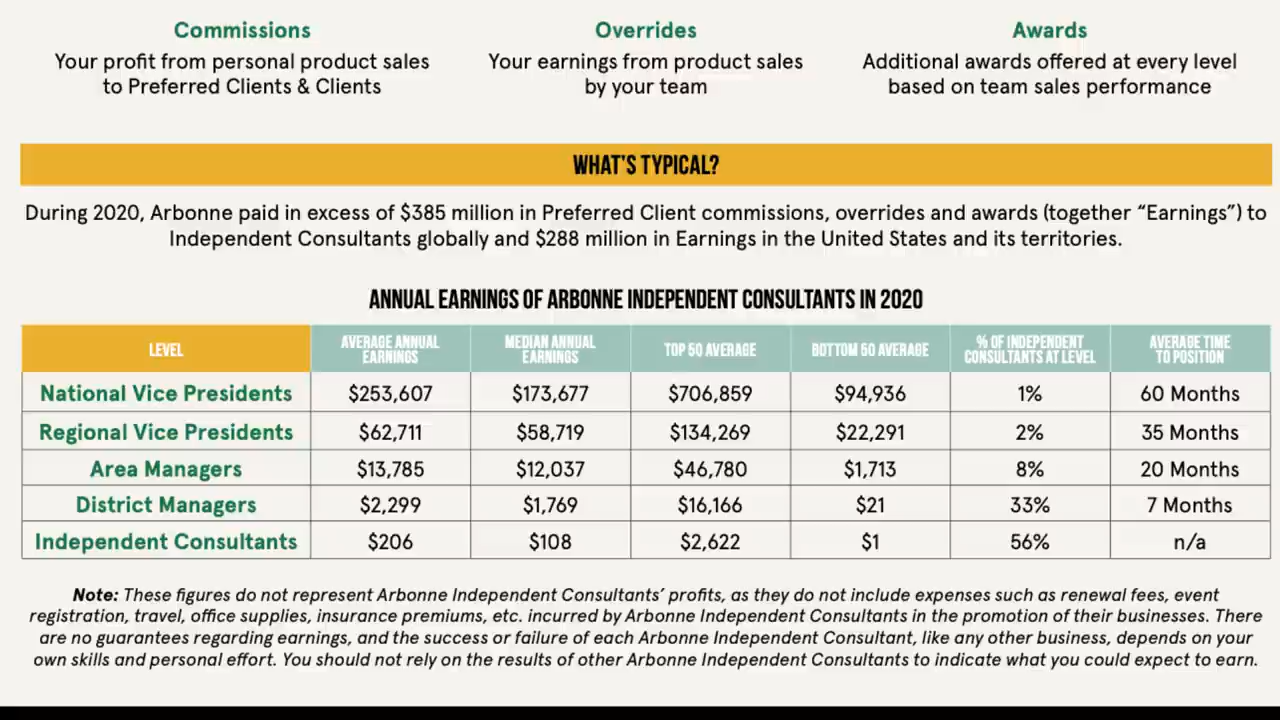 Commissions
Your profit from personal product sales
to Preferred Clients & Clients
Overrides
Your earnings from product sales
by your team
Awards
Additional awards offered at every level
based on team sales performance
WHAT'S TYPICAL?
During 2020, Arbonne paid in excess of $385 million in Preferred Client commissions, overrides and awards (together “Earnings”) to
Independent Consultants globally and $288 million in Earnings in the United States and its territories.
ANNUAL EARNINGS OF ARBONNE INDEPENDENT CONSULTANTS IN 2020
LEVEL
AVERAGE ANNUAL
EARNINGS
MEDIAN ANNUAL
EARNINGS
TOP 50 AVERAGE
BOTTOM 50 AVERAGE
% OF INDEPENDENT
CONSULTANTS AT LEVEL
AVERAGE TIME
TO POSITION
National Vice Presidents $253,607 $173,677 $706,859 $94,936 1% 60 Months
Regional Vice Presidents $62,711 $58,719 $134,269 $22,291 2% 35 Months
Area Managers $13,785 $12,037 $46,780 $1,713 8% 20 Months
District Managers $2,299 $1,769 $16,166 $21 33% 7 Months
Independent Consultants $206 $108 $2,622 $1 56% n/a
Note: These figures do not represent Arbonne Independent Consultants’ profits, as they do not include expenses such as renewal fees, event
registration, travel, office supplies, insurance premiums, etc. incurred by Arbonne Independent Consultants in the promotion of their businesses. There
are no guarantees regarding earnings, and the success or failure of each Arbonne Independent Consultant, like any other business, depends on your
own skills and personal effort. You should not rely on the results of other Arbonne Independent Consultants to indicate what you could expect to earn.